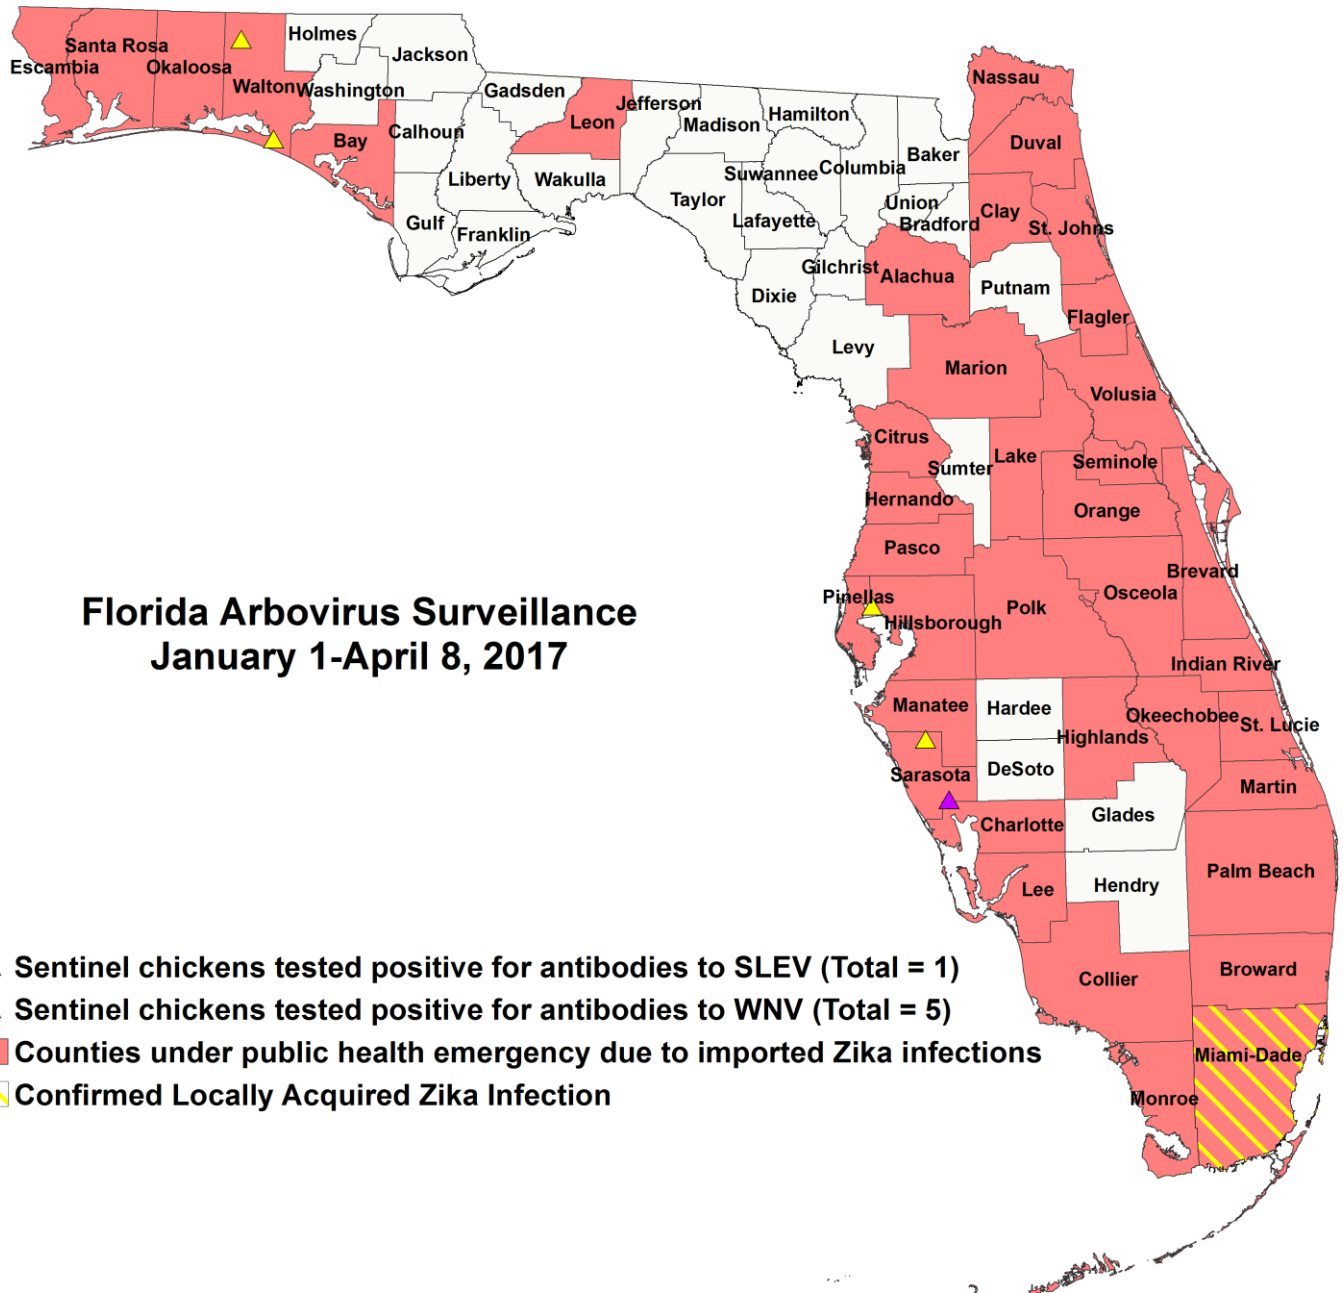 Holmes
Jackson
Santa Rosa
Escambia
Okaloosa
Walton
Washington
Gadsden
Nassau
Jefferson
Leon
Madison
Hamilton
Calhoun
Bay
Duval
Baker
Columbia
Suwannee
Liberty
Wakulla
Taylor
Union
Clay
Lafayette
Bradford
St. Johns
Gulf
Franklin
Gilchrist
Alachua
Putnam
Dixie
Flagler
Levy
Marion
Volusia
Citrus
Sumter
Lake
Seminole
Hernando
Orange
Pasco
Brevard
Osceola
Pinellas
Polk
Hillsborough
Florida Arbovirus Surveillance
January 1-April 8, 2017
Indian River
Manatee
Hardee
Okeechobee
St. Lucie
Highlands
DeSoto
Sarasota
Martin
Glades
Charlotte
Palm Beach
Hendry
Lee
Broward
Collier
Miami-Dade
Monroe
Sentinel chickens tested positive for antibodies to SLEV (Total = 1)
Sentinel chickens tested positive for antibodies to WNV (Total = 5)
Counties under public health emergency due to imported Zika infections
Confirmed Locally Acquired Zika Infection